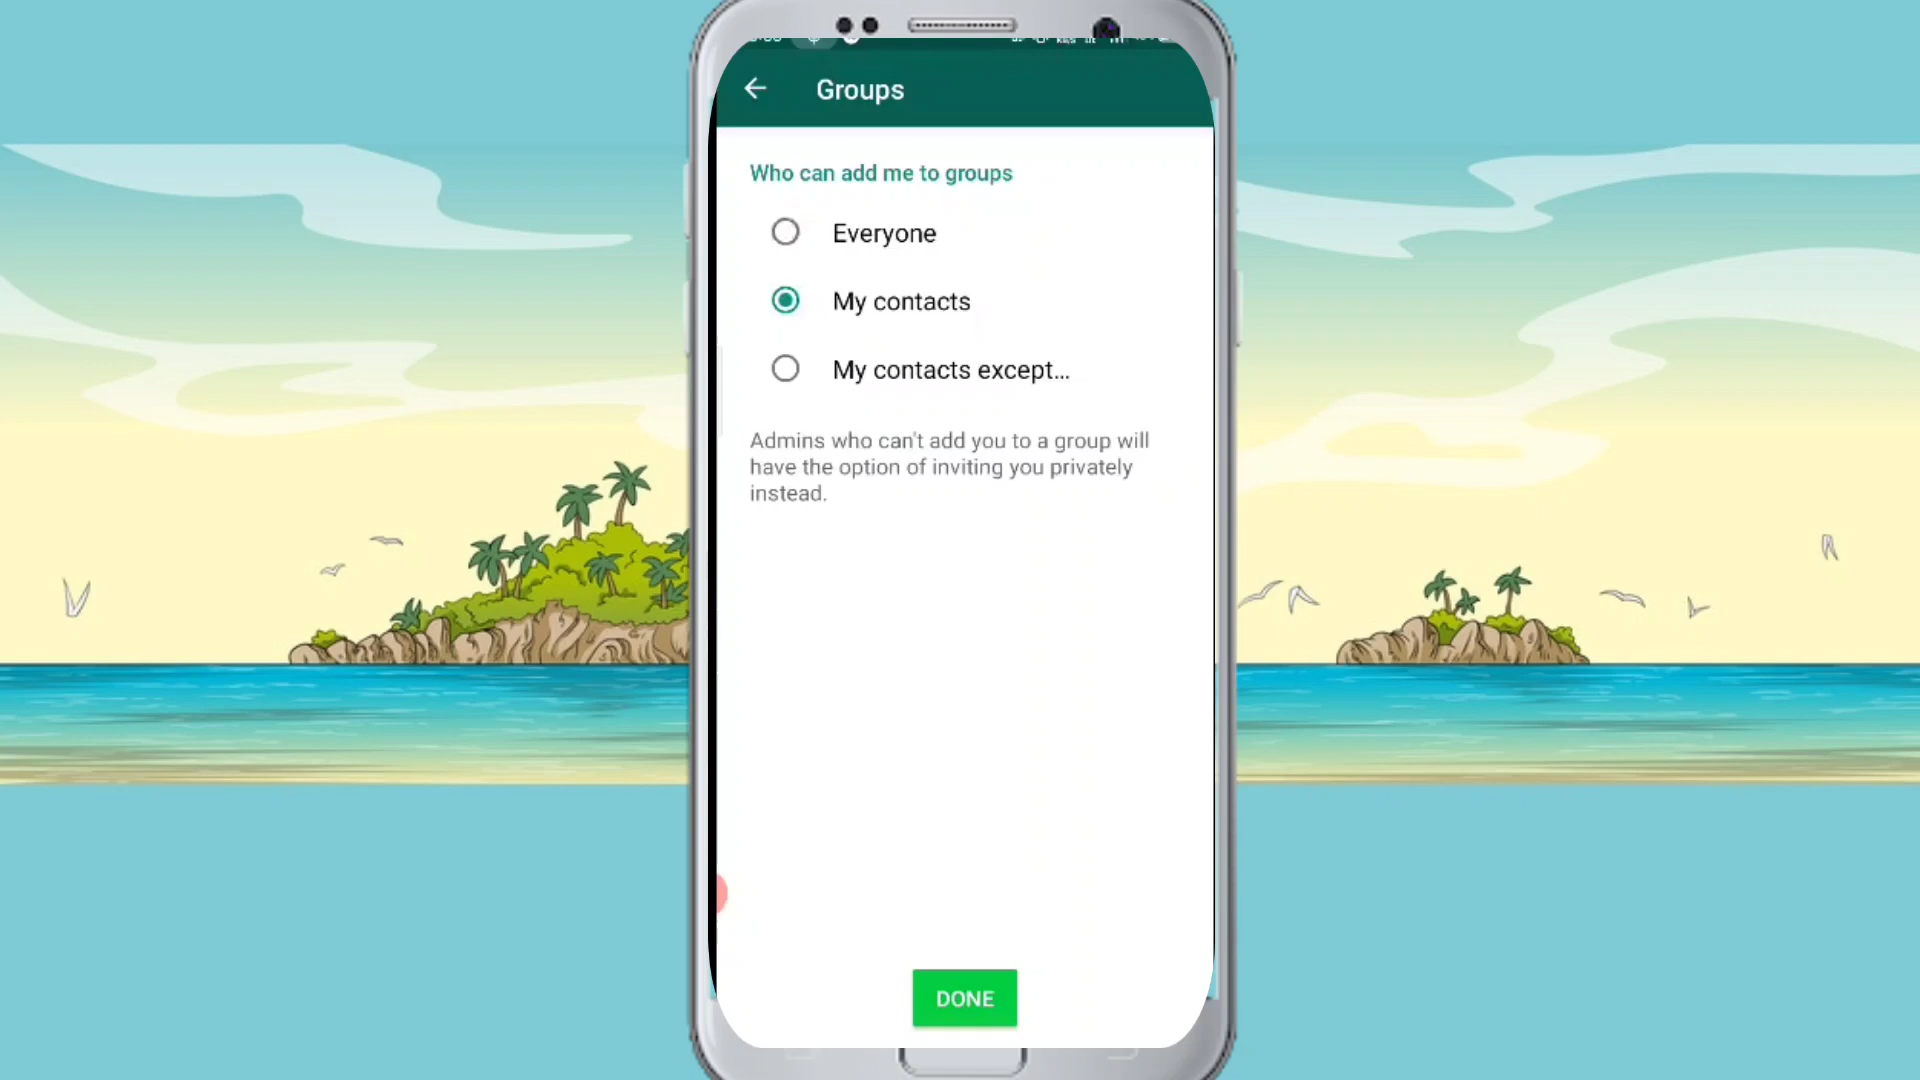 Groups
Who can add me to groups
Everyone
My contacts
My contacts except...
Admins who can't add you to a group will
have the option of inviting you privately
instead.
DONE